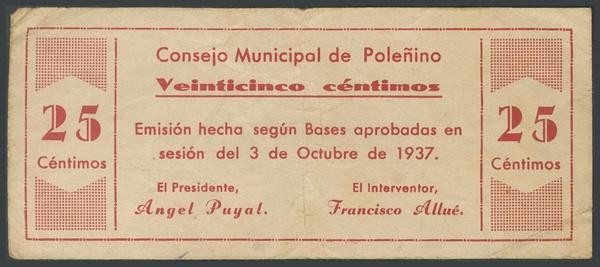 Consejo Municipal de Poleñino
Veinticinco céntimos
25
Céntimos
Emisión hecha según Bases aprobadas en
sesión del 3 de Octubre de 1937.
El Presidente,
Angel Puyal.
El Interventor,
Francisco Allué.
25
Céntimos